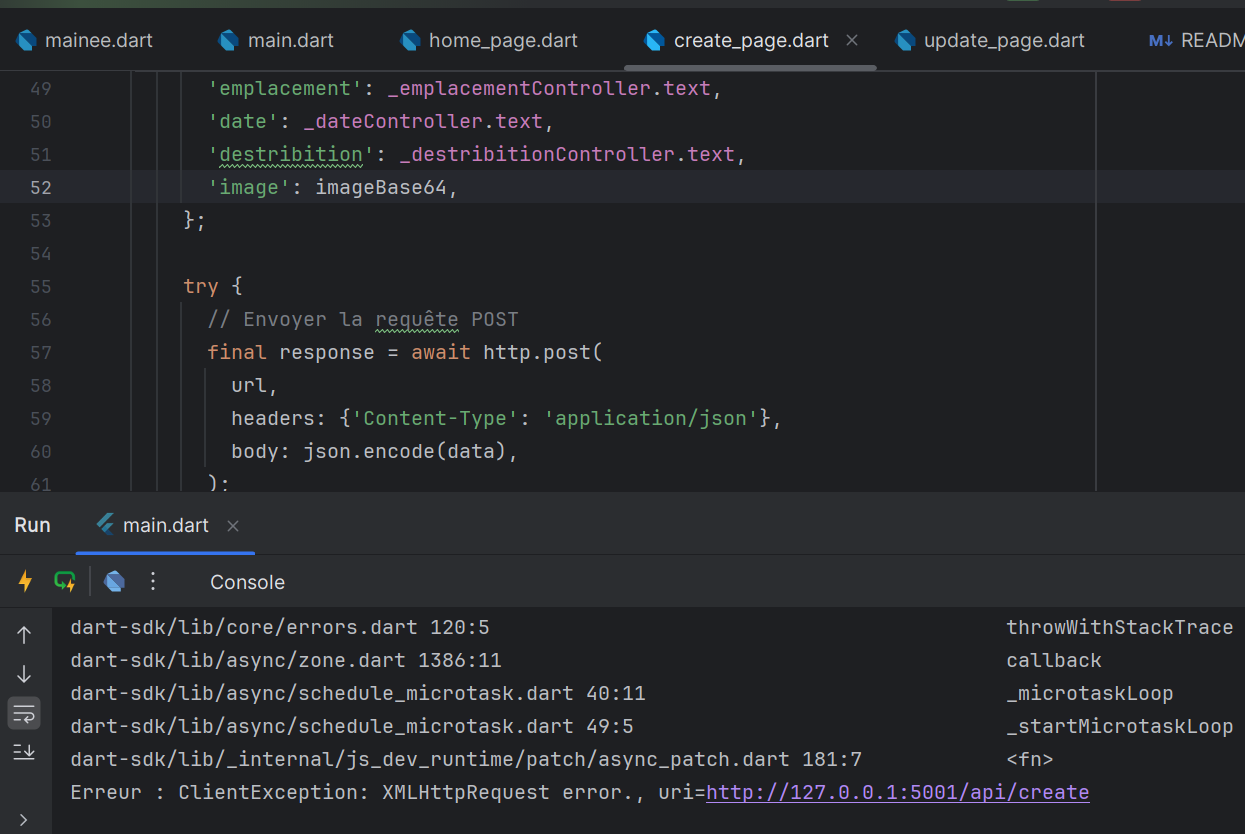 mainee.dart main.dart home_page.dart create_page.dart update_page.dart M↓ READM
49 'emplacement': _emplacementController.text,
50 'date': _dateController.text,
51 'destribition': _destribitionController.text,
52 'image': imageBase64,
53 };
54
55 try {
56 // Envoyer la requête POST
57 final response = await http.post(
58 url,
59 headers: {'Content-Type': 'application/json'},
60 body: json.encode(data),
61 );
Run main.dart
Console
dart-sdk/lib/core/errors.dart 120:5 throwWithStackTrace
dart-sdk/lib/async/zone.dart 1386:11 callback
dart-sdk/lib/async/schedule_microtask.dart 40:11 _microtaskLoop
dart-sdk/lib/async/schedule_microtask.dart 49:5 _startMicrotaskLoop
dart-sdk/lib/_internal/js_dev_runtime/patch/async_patch.dart 181:7 <fn>
Erreur : ClientException: XMLHttpRequest error., uri=http://127.0.0.1:5001/api/create